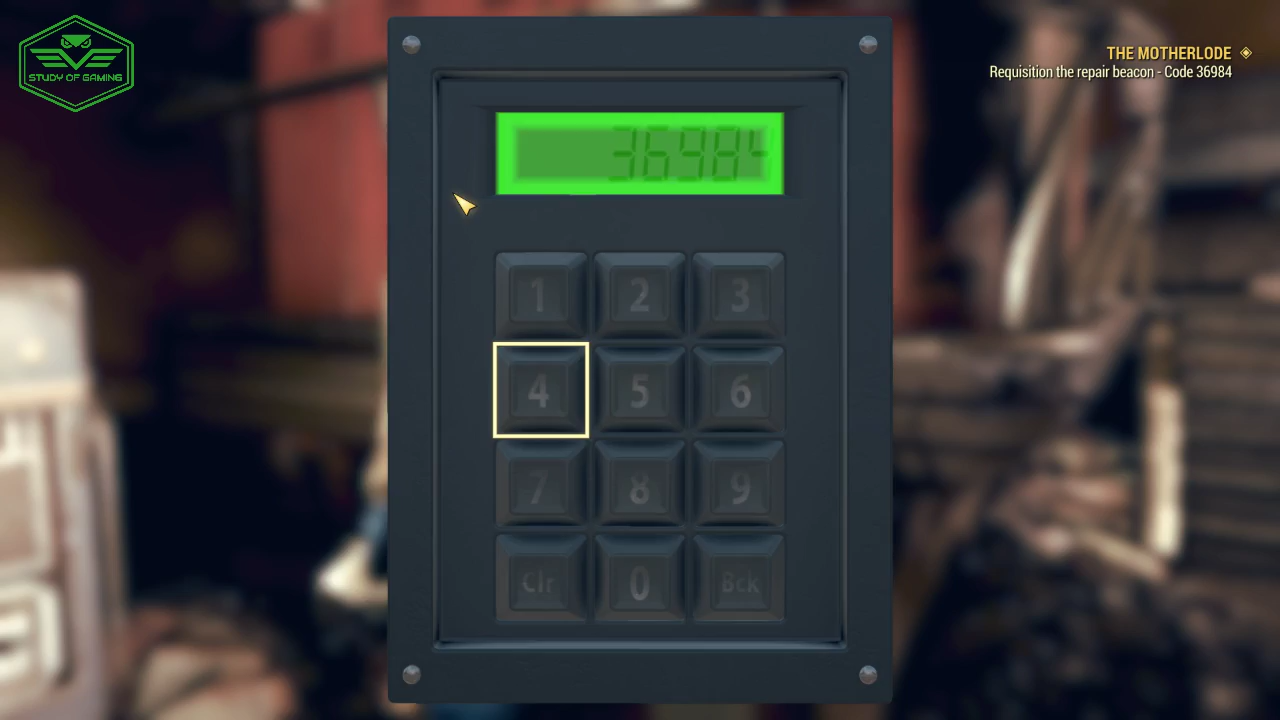 STUDY OF GAMING
THE MOTHERLODE
Requisition the repair beacon - Code 36984
36984
1 2 3
4 5 6
7 8 9
Clr 0 Bck